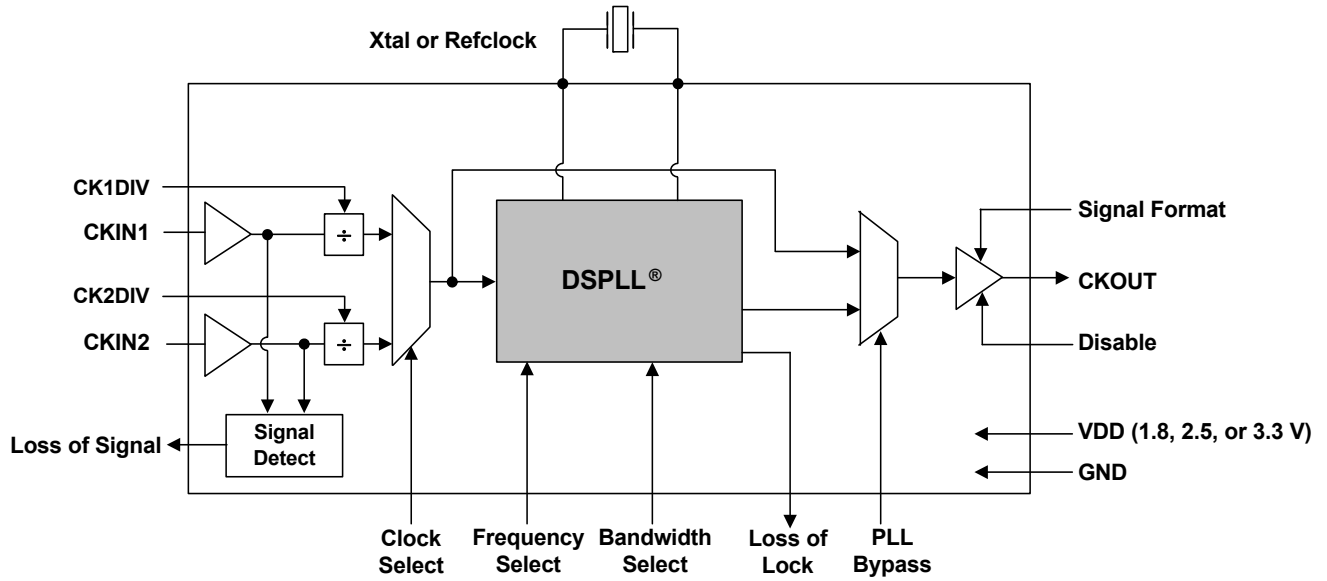 Xtal or Refclock
CK1DIV
CKIN1
÷
CK2DIV
CKIN2
÷
DSPLL®
Signal Format
CKOUT
Disable
Loss of Signal
Signal
Detect
VDD (1.8, 2.5, or 3.3 V)
GND
Clock
Select
Frequency
Select
Bandwidth
Select
Loss of
Lock
PLL
Bypass